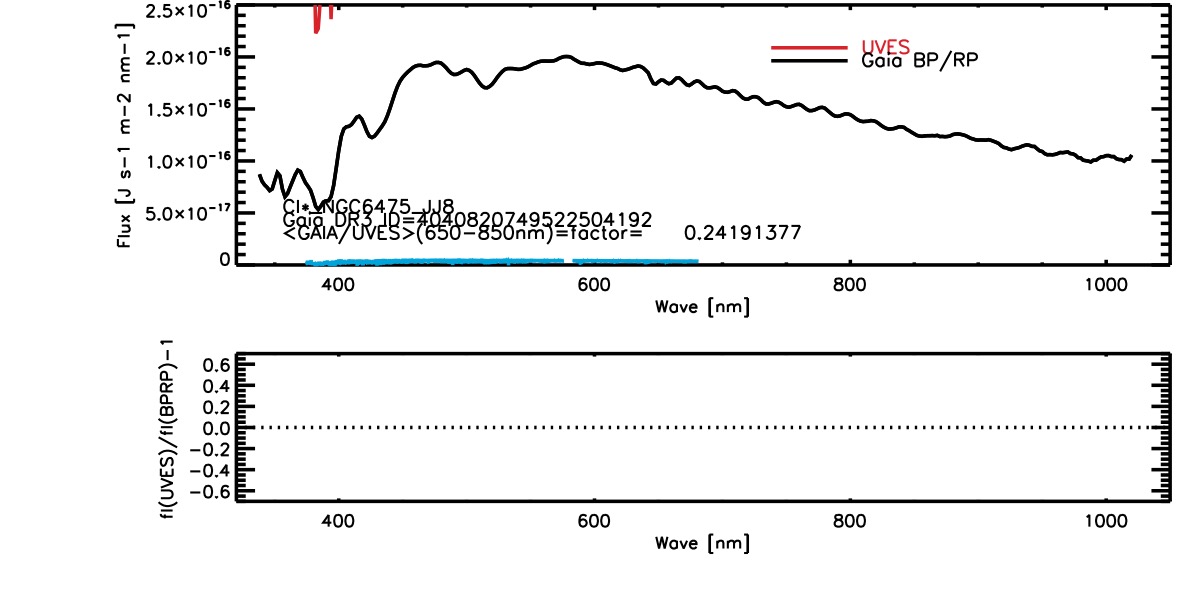 2.5×10⁻¹⁶
2.0×10⁻¹⁶
1.5×10⁻¹⁶
1.0×10⁻¹⁶
5.0×10⁻¹⁷
0
Flux [J s−1 m−2 nm−1]
UVES
Gaia BP/RP
Cl*_NGC6475_JJ8
Gaia DR3 ID=4040820749522504192
<GAIA/UVES>(650−850nm)=factor= 0.24191377
400 600 800 1000
Wave [nm]
fl(UVES)/fl(BPRP)−1
0.6
0.4
0.2
0.0
−0.2
−0.4
−0.6
400 600 800 1000
Wave [nm]